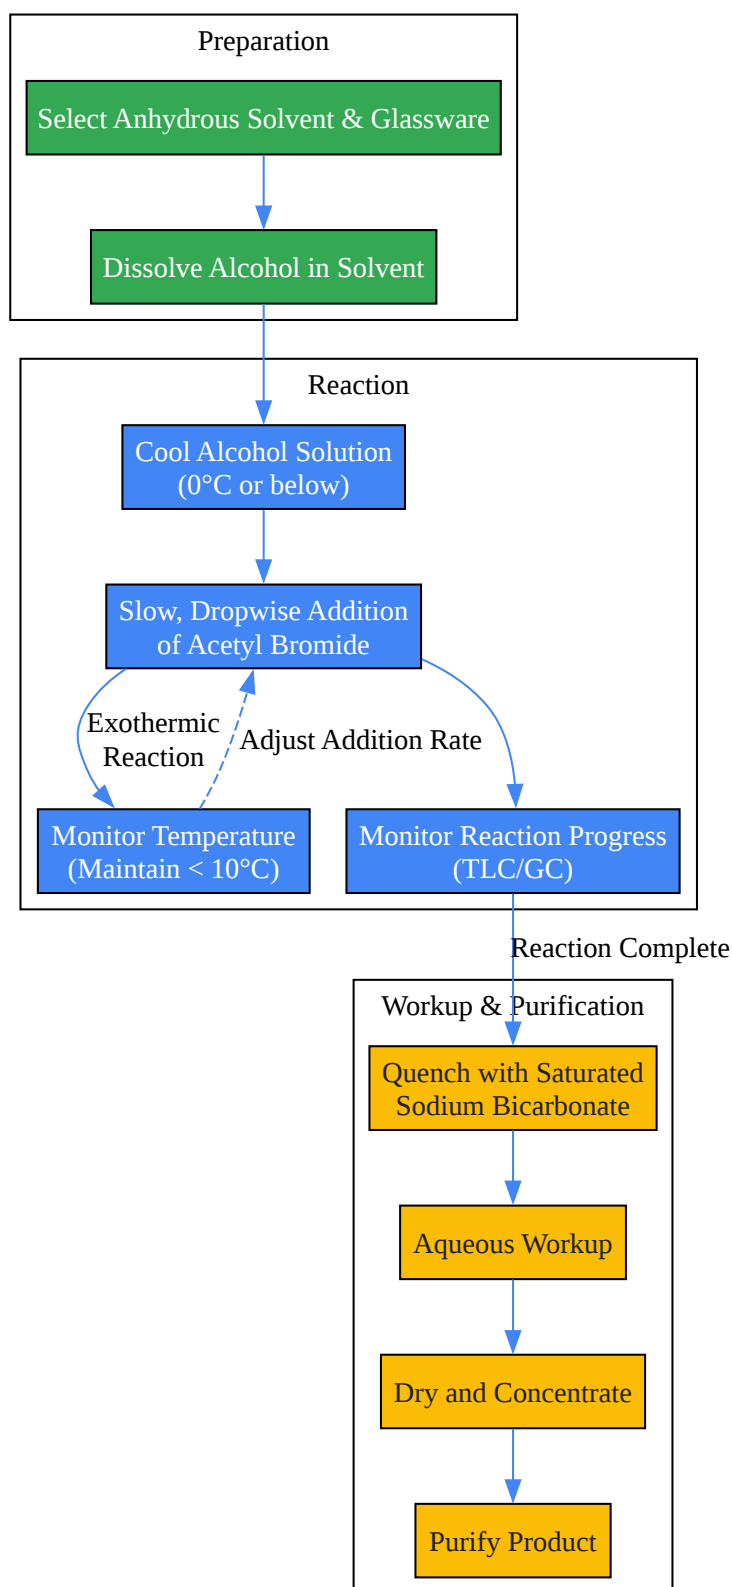 Preparation
Select Anhydrous Solvent & Glassware
Dissolve Alcohol in Solvent
Reaction
Cool Alcohol Solution
(0°C or below)
Slow, Dropwise Addition
of Acetyl Bromide
Exothermic
Reaction
Adjust Addition Rate
Monitor Temperature
(Maintain < 10°C)
Monitor Reaction Progress
(TLC/GC)
Reaction Complete
Workup & Purification
Quench with Saturated
Sodium Bicarbonate
Aqueous Workup
Dry and Concentrate
Purify Product